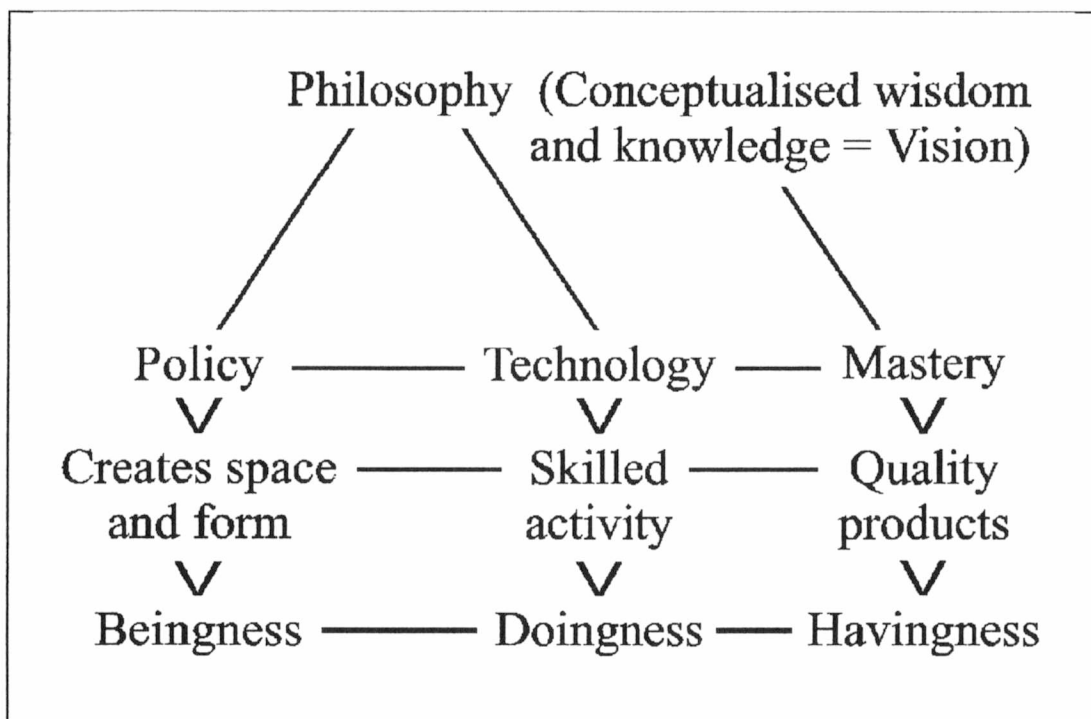 Philosophy (Conceptualised wisdom
and knowledge = Vision)
Policy Technology Mastery
Creates space Skilled Quality
and form activity products
Beingness Doingness Havingness